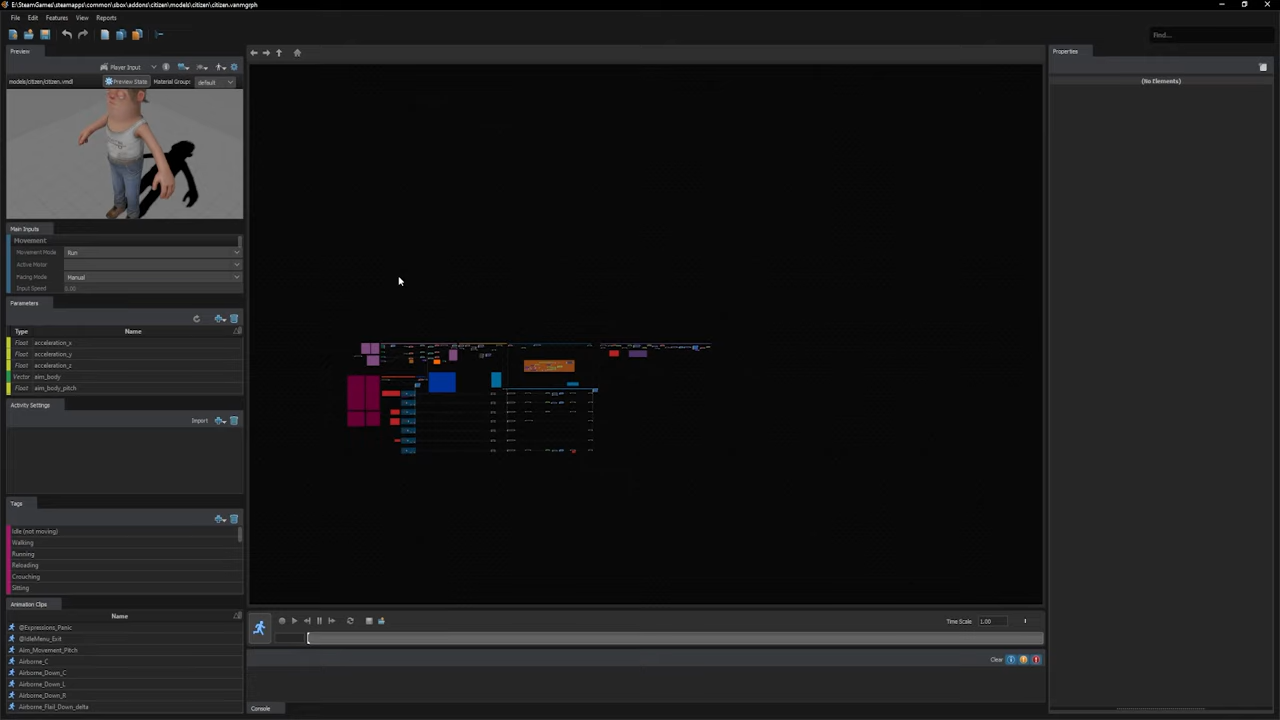 E:\SteamGames\steamapps\common\sbox\addons\citizen\models\citizen\citizen.vanmgrph
File Edit Features View Reports
Find...
Preview
Properties
Player Input
models/citizen/citizen.vmdl Preview State Material Group: default
(No Elements)
Main Inputs
Movement
Movement Mode Run
Active Motor
Facing Mode Manual
Input Speed 0.00
Parameters
Type Name
Float acceleration_x
Float acceleration_y
Float acceleration_z
Vector aim_body
Float aim_body_pitch
Activity Settings
Import
Tags
Idle (not moving)
Walking
Running
Reloading
Crouching
Sitting
Animation Clips
Name
@Expressions_Panic
@IdleMenu_Exit
Aim_Movement_Pitch
Airborne_C
Airborne_Down_C
Airborne_Down_L
Airborne_Down_R
Airborne_Flail_Down_delta
Time Scale 1.00
Clear
Console